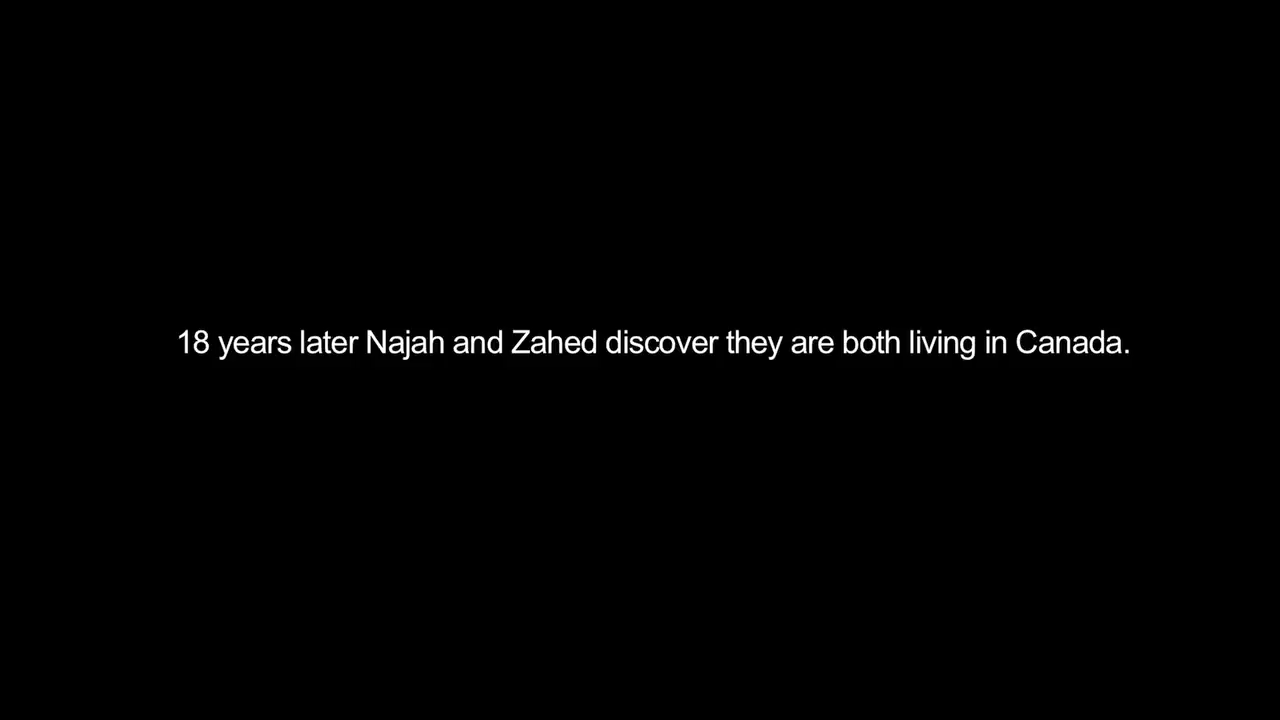 18 years later Najah and Zahed discover they are both living in Canada.